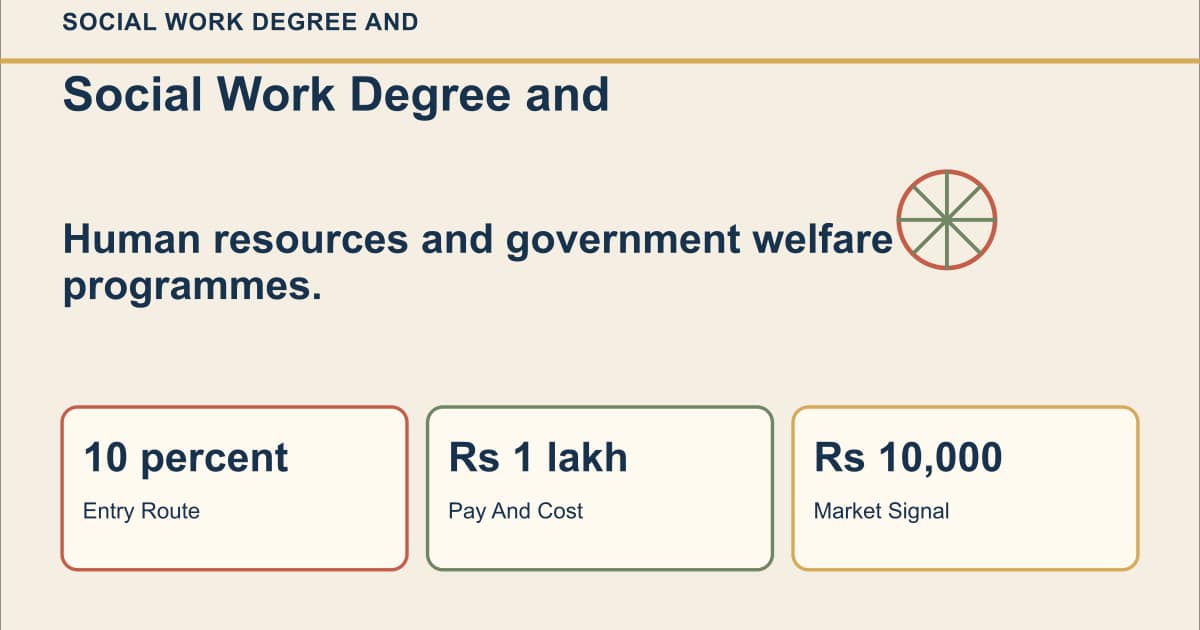 SOCIAL WORK DEGREE AND
Social Work Degree and
Human resources and government welfare
programmes.
10 percent
Entry Route
Rs 1 lakh
Pay And Cost
Rs 10,000
Market Signal